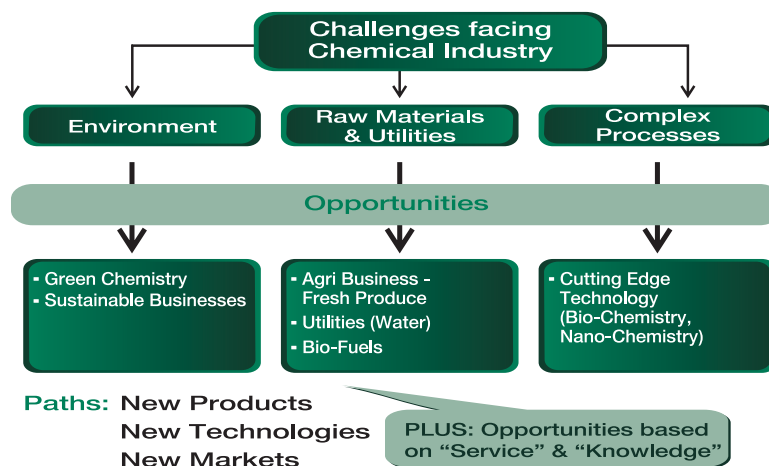 Challenges facing
Chemical Industry
Environment
Raw Materials
& Utilities
Complex
Processes
Opportunities
- Green Chemistry
- Sustainable Businesses
- Agri Business -
Fresh Produce
- Utilities (Water)
- Bio-Fuels
- Cutting Edge
Technology
(Bio-Chemistry,
Nano-Chemistry)
Paths: New Products
New Technologies
New Markets
PLUS: Opportunities based
on “Service” & “Knowledge”